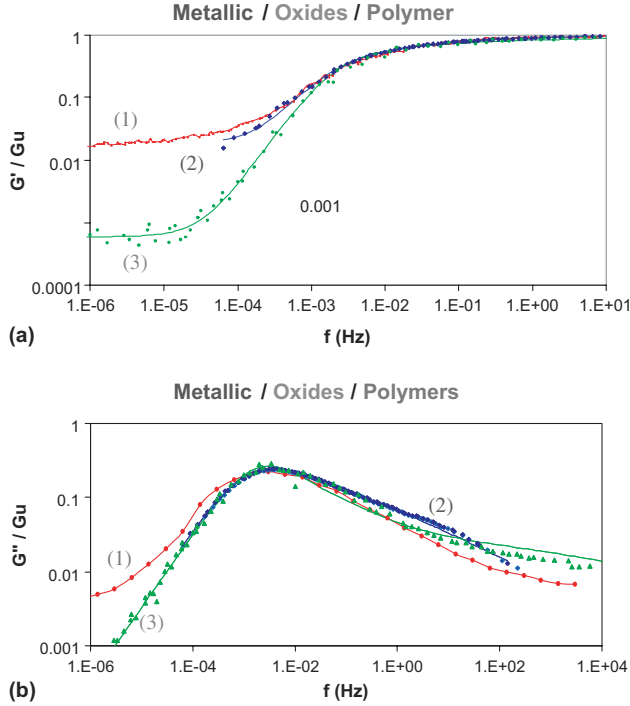 Metallic / Oxides / Polymer
1
0.1
0.01
0.0001
G' / Gu
(1)
(2)
(3)
0.001
1.E-06 1.E-05 1.E-04 1.E-03 1.E-02 1.E-01 1.E+00 1.E+01
(a)
f (Hz)
Metallic / Oxides / Polymers
1
0.1
0.01
0.001
G'' / Gu
(1)
(2)
(3)
1.E-06 1.E-04 1.E-02 1.E+00 1.E+02 1.E+04
(b)
f (Hz)